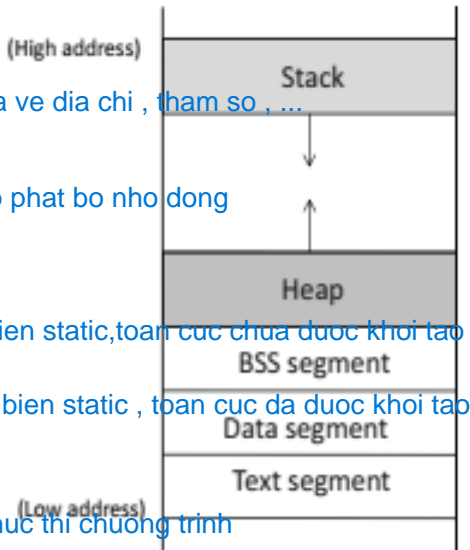 (High address)
Stack
ve dia chi , tham so , ...
phat bo nho dong
Heap
static,toan cuc chua duoc khoi tao
BSS segment
bien static , toan cuc da duoc khoi tao
Data segment
Text segment
(Low address)
thi chuong trinh